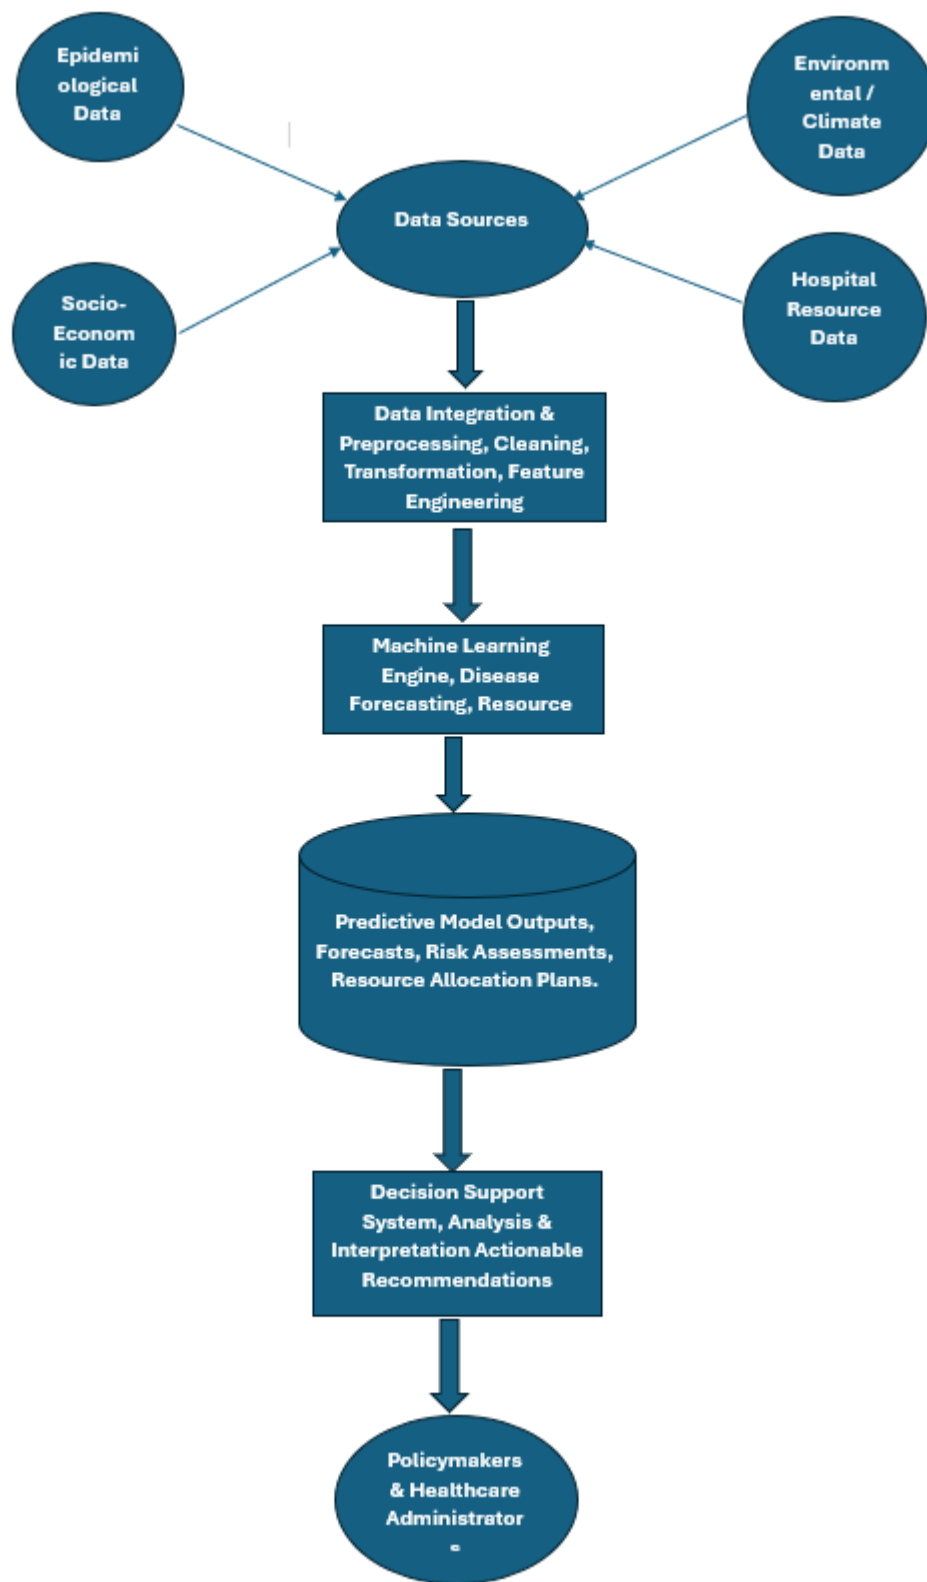 Epidemi
ological
Data
Environm
ental /
Climate
Data
Data Sources
Socio-
Econom
ic Data
Hospital
Resource
Data
Data Integration &
Preprocessing, Cleaning,
Transformation, Feature
Engineering
Machine Learning
Engine, Disease
Forecasting, Resource
Predictive Model Outputs,
Forecasts, Risk Assessments,
Resource Allocation Plans.
Decision Support
System, Analysis &
Interpretation Actionable
Recommendations
Policymakers
& Healthcare
Administrator